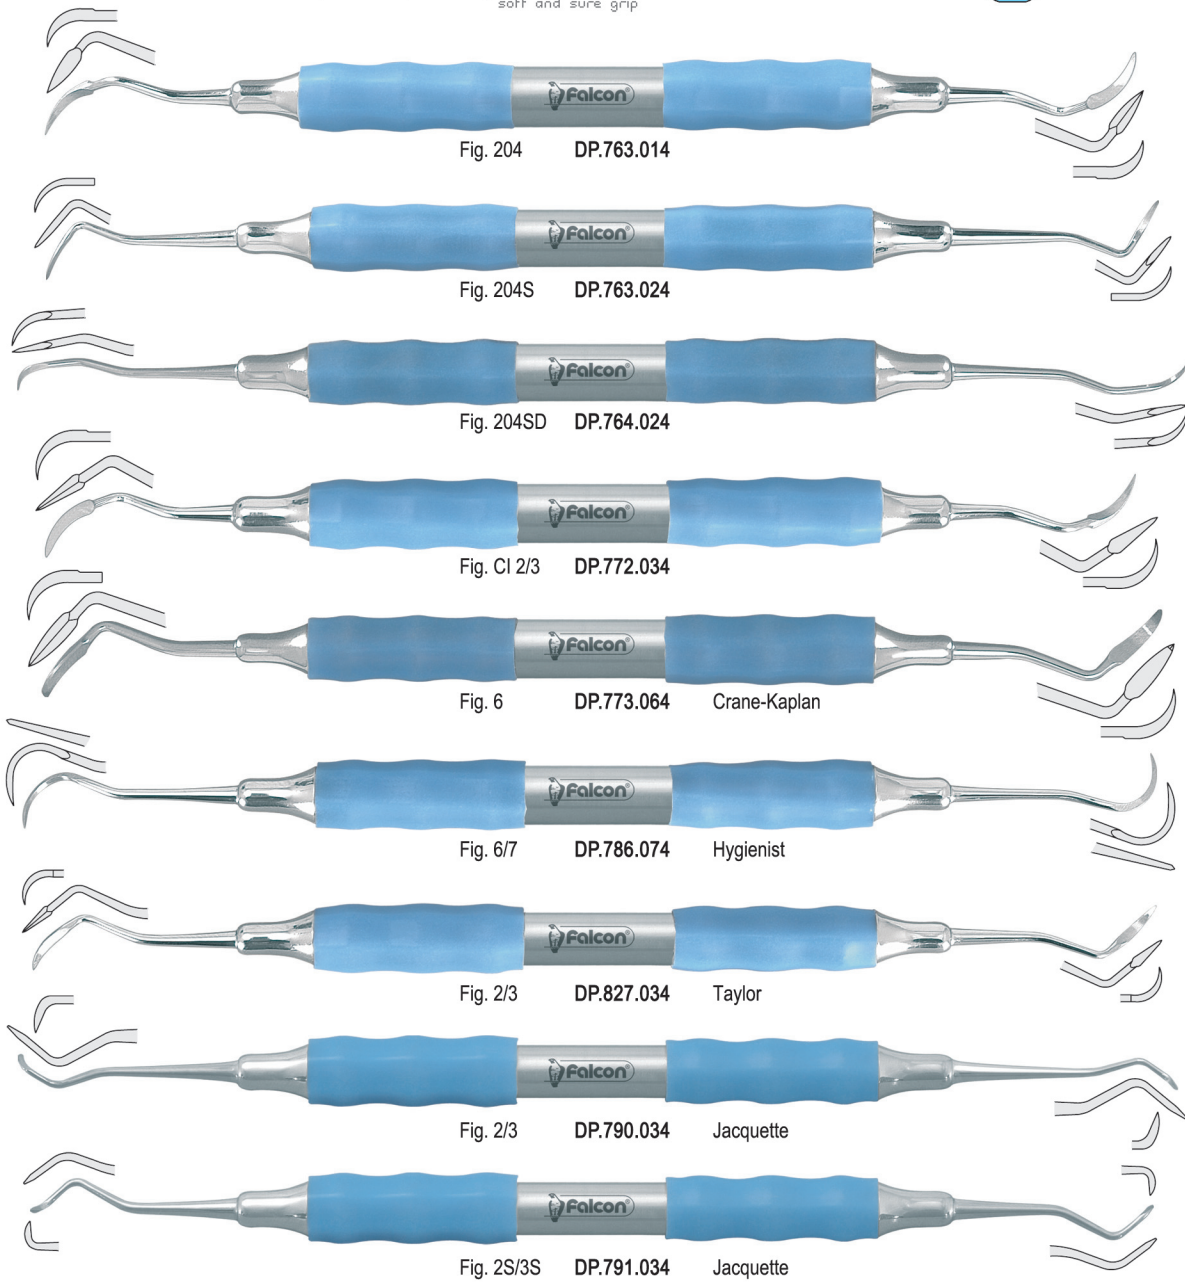 soft and sure grip
Falcon®
Fig. 204 DP.763.014
Falcon®
Fig. 204S DP.763.024
Falcon®
Fig. 204SD DP.764.024
Falcon®
Fig. CI 2/3 DP.772.034
Falcon®
Fig. 6 DP.773.064 Crane-Kaplan
Falcon®
Fig. 6/7 DP.786.074 Hygienist
Falcon®
Fig. 2/3 DP.827.034 Taylor
Falcon®
Fig. 2/3 DP.790.034 Jacquette
Falcon®
Fig. 2S/3S DP.791.034 Jacquette